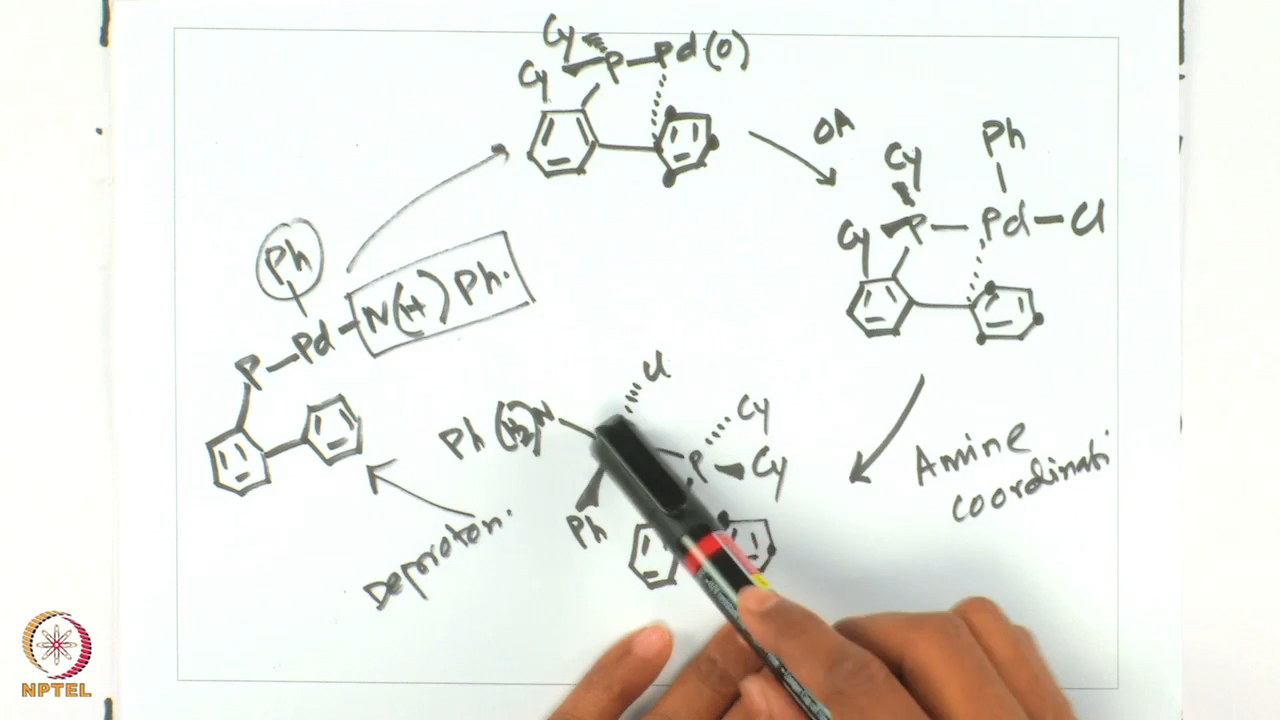 Cy
Cy P Pd (0)
OA
Ph
Cy
Cy P Pd Cl
Ph
Pd N(H) Ph.
P
Cl
Ph (H2)N
Cy
P Cy
Ph
Amine
coordinati
Deproton.
NPTEL